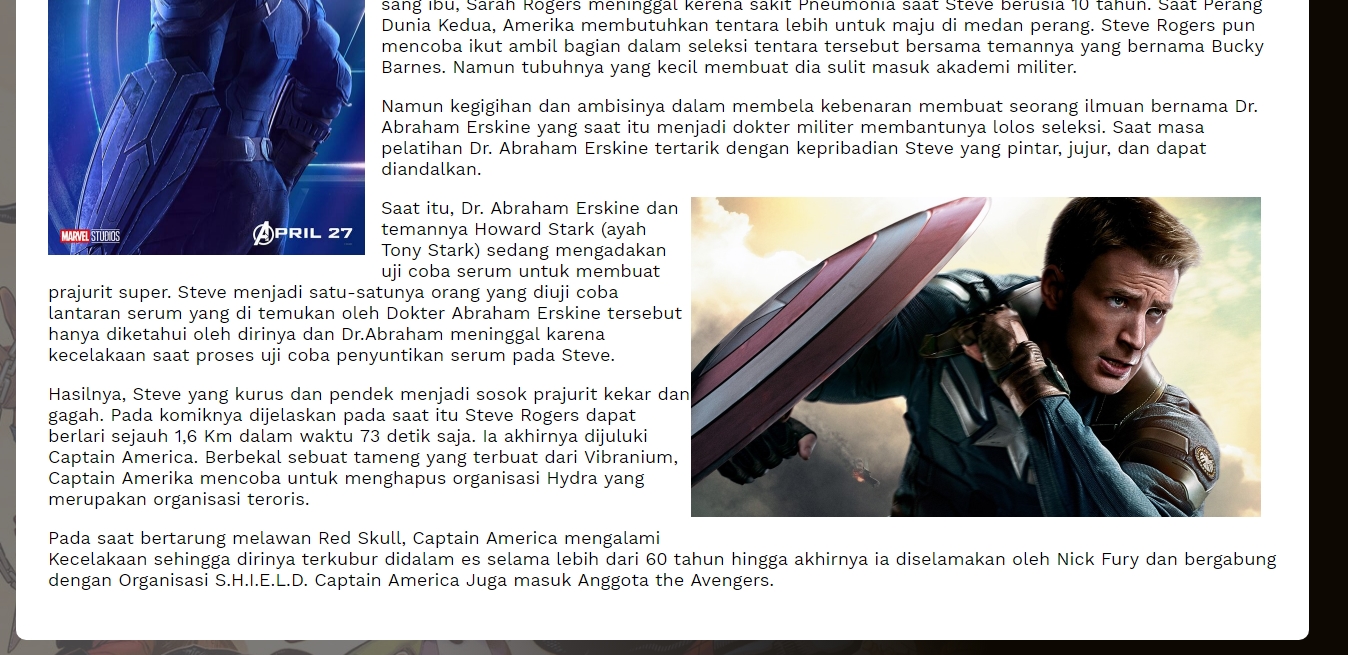 sang ibu, Sarah Rogers meninggal kerena sakit Pneumonia saat Steve berusia 10 tahun. Saat Perang
Dunia Kedua, Amerika membutuhkan tentara lebih untuk maju di medan perang. Steve Rogers pun
mencoba ikut ambil bagian dalam seleksi tentara tersebut bersama temannya yang bernama Bucky
Barnes. Namun tubuhnya yang kecil membuat dia sulit masuk akademi militer.
Namun kegigihan dan ambisinya dalam membela kebenaran membuat seorang ilmuan bernama Dr.
Abraham Erskine yang saat itu menjadi dokter militer membantunya lolos seleksi. Saat masa
pelatihan Dr. Abraham Erskine tertarik dengan kepribadian Steve yang pintar, jujur, dan dapat
diandalkan.
MARVEL STUDIOS
APRIL 27
Saat itu, Dr. Abraham Erskine dan
temannya Howard Stark (ayah
Tony Stark) sedang mengadakan
uji coba serum untuk membuat
prajurit super. Steve menjadi satu-satunya orang yang diuji coba
lantaran serum yang di temukan oleh Dokter Abraham Erskine tersebut
hanya diketahui oleh dirinya dan Dr.Abraham meninggal karena
kecelakaan saat proses uji coba penyuntikan serum pada Steve.
Hasilnya, Steve yang kurus dan pendek menjadi sosok prajurit kekar dan
gagah. Pada komiknya dijelaskan pada saat itu Steve Rogers dapat
berlari sejauh 1,6 Km dalam waktu 73 detik saja. Ia akhirnya dijuluki
Captain America. Berbekal sebuat tameng yang terbuat dari Vibranium,
Captain Amerika mencoba untuk menghapus organisasi Hydra yang
merupakan organisasi teroris.
Pada saat bertarung melawan Red Skull, Captain America mengalami
Kecelakaan sehingga dirinya terkubur didalam es selama lebih dari 60 tahun hingga akhirnya ia diselamakan oleh Nick Fury dan bergabung
dengan Organisasi S.H.I.E.L.D. Captain America Juga masuk Anggota the Avengers.